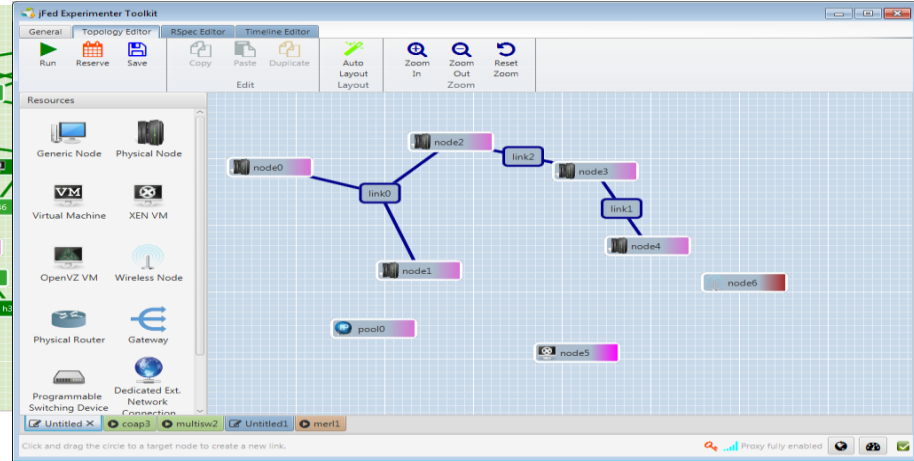 jFed Experimenter Toolkit
General Topology Editor RSpec Editor Timeline Editor
Run Reserve Save Copy Paste Duplicate Auto Layout Zoom In Zoom Out Reset Zoom
Edit Layout Zoom
Resources
Generic Node Physical Node
Virtual Machine XEN VM
OpenVZ VM Wireless Node
Physical Router Gateway
Programmable Switching Device Dedicated Ext. Network Connection
node2
link2
node0
node3
link0
link1
node4
node1
node6
pool0
node5
Untitled coap3 multisw2 Untitled1 merl1
Click and drag the circle to a target node to create a new link.
Proxy fully enabled